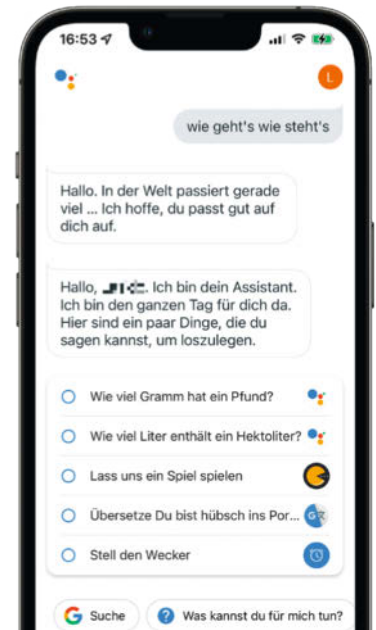 16:53
L
wie geht's wie steht's
Hallo. In der Welt passiert gerade
viel ... Ich hoffe, du passt gut auf
dich auf.
Hallo, . Ich bin dein Assistant.
Ich bin den ganzen Tag für dich da.
Hier sind ein paar Dinge, die du
sagen kannst, um loszulegen.
Wie viel Gramm hat ein Pfund?
Wie viel Liter enthält ein Hektoliter?
Lass uns ein Spiel spielen
Übersetze Du bist hübsch ins Por...
Stell den Wecker
G Suche ? Was kannst du für mich tun?